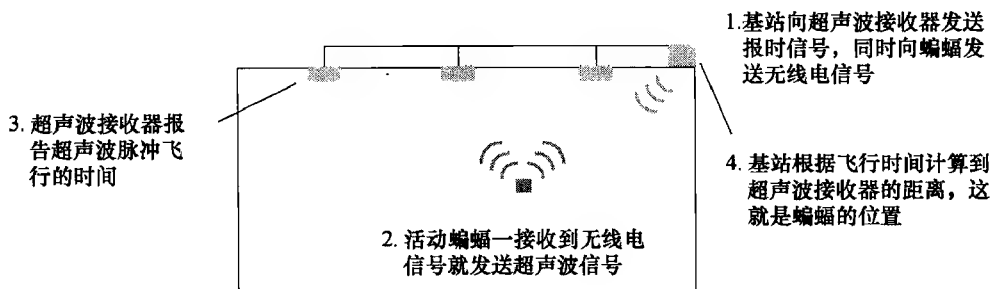 1.基站向超声波接收器发送
报时信号，同时向蝙蝠发
送无线电信号
3. 超声波接收器报
告超声波脉冲飞
行的时间
4. 基站根据飞行时间计算到
超声波接收器的距离，这
就是蝙蝠的位置
2. 活动蝙蝠一接收到无线电
信号就发送超声波信号